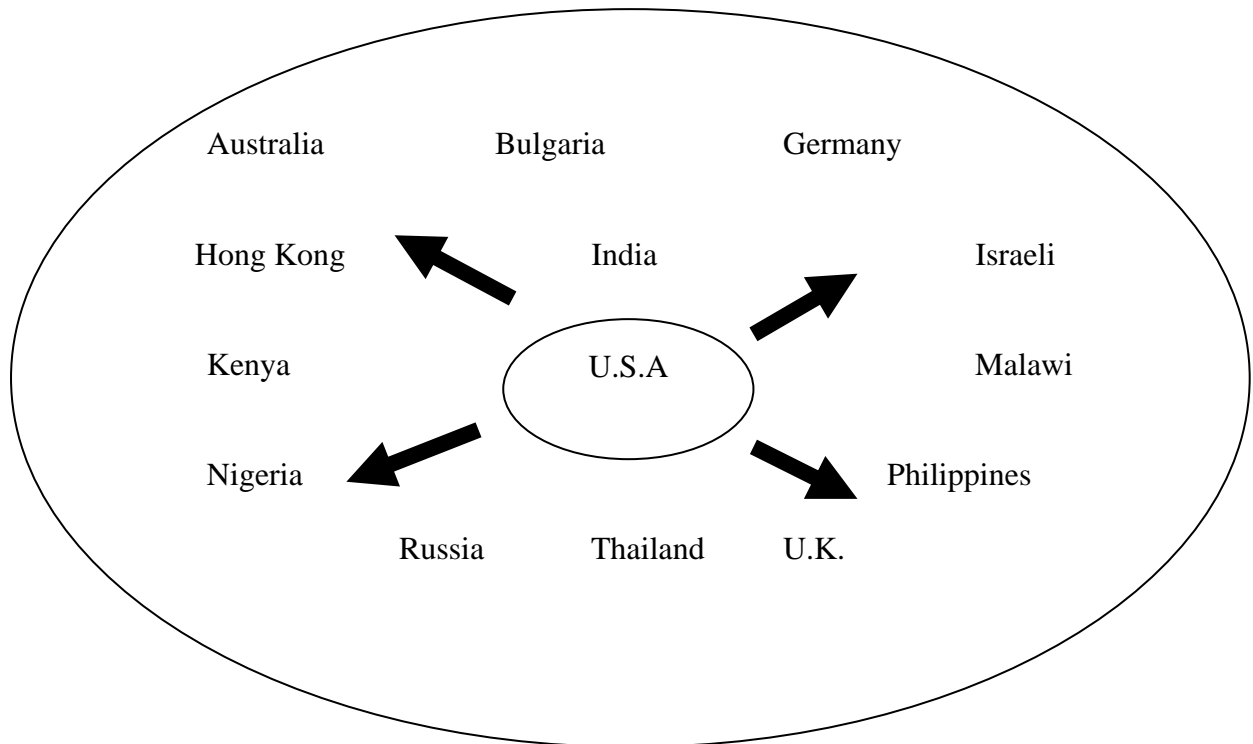 Australia Bulgaria Germany
Hong Kong India Israeli
Kenya U.S.A Malawi
Nigeria Philippines
Russia Thailand U.K.